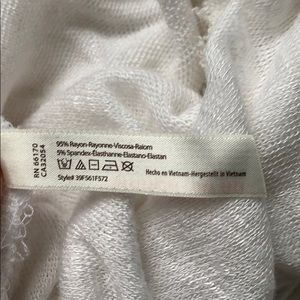 RN 66170
CA32054
95% Rayon-Rayonne-Viscosa-Raiom
5% Spandex-Élasthanne-Elastano-Elastan
Style# 39F561F572
Hecho en Vietnam-Hergestellt in Vietnam